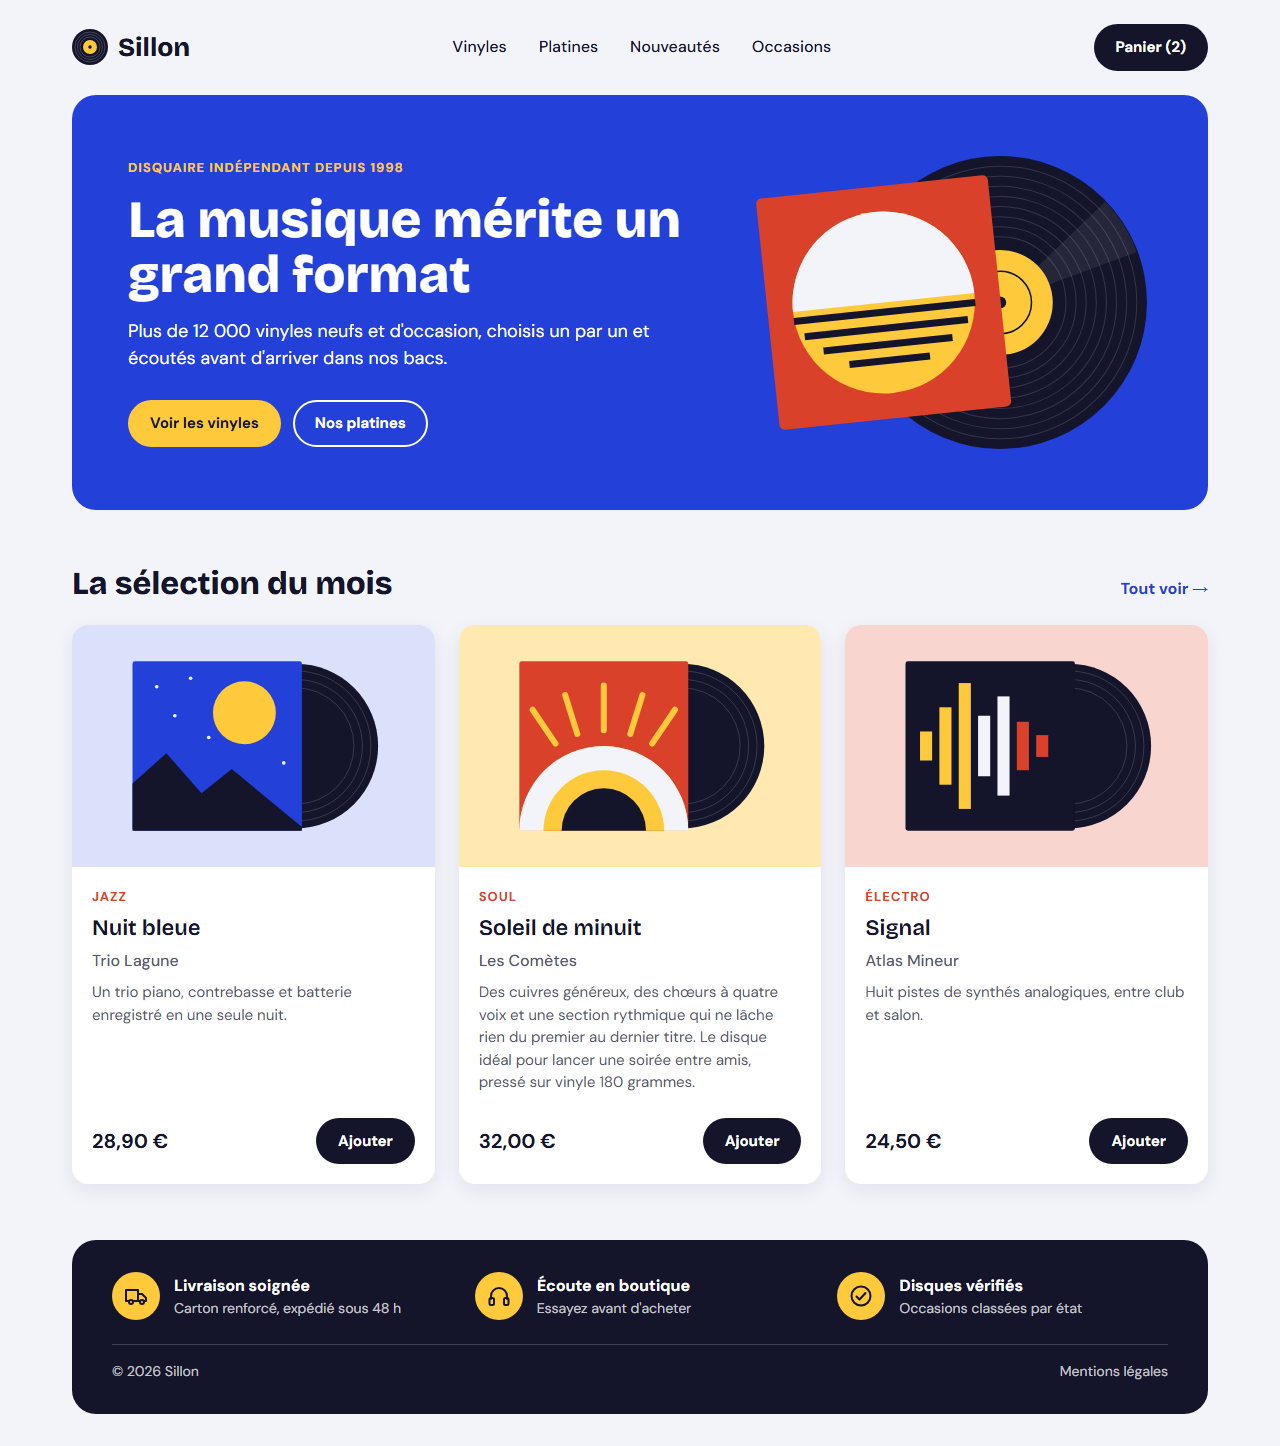 Sillon
Vinyles
Platines
Nouveautés
Occasions
Panier (2)
DISQUAIRE INDÉPENDANT DEPUIS 1998
La musique mérite un
grand format
Plus de 12 000 vinyles neufs et d'occasion, choisis un par un et
écoutés avant d'arriver dans nos bacs.
Voir les vinyles
Nos platines
La sélection du mois
Tout voir →
JAZZ
Nuit bleue
Trio Lagune
Un trio piano, contrebasse et batterie
enregistré en une seule nuit.
28,90 €
Ajouter
SOUL
Soleil de minuit
Les Comètes
Des cuivres généreux, des chœurs à quatre
voix et une section rythmique qui ne lâche
rien du premier au dernier titre. Le disque
idéal pour lancer une soirée entre amis,
pressé sur vinyle 180 grammes.
32,00 €
Ajouter
ÉLECTRO
Signal
Atlas Mineur
Huit pistes de synthés analogiques, entre club
et salon.
24,50 €
Ajouter
Livraison soignée
Carton renforcé, expédié sous 48 h
Écoute en boutique
Essayez avant d'acheter
Disques vérifiés
Occasions classées par état
© 2026 Sillon
Mentions légales